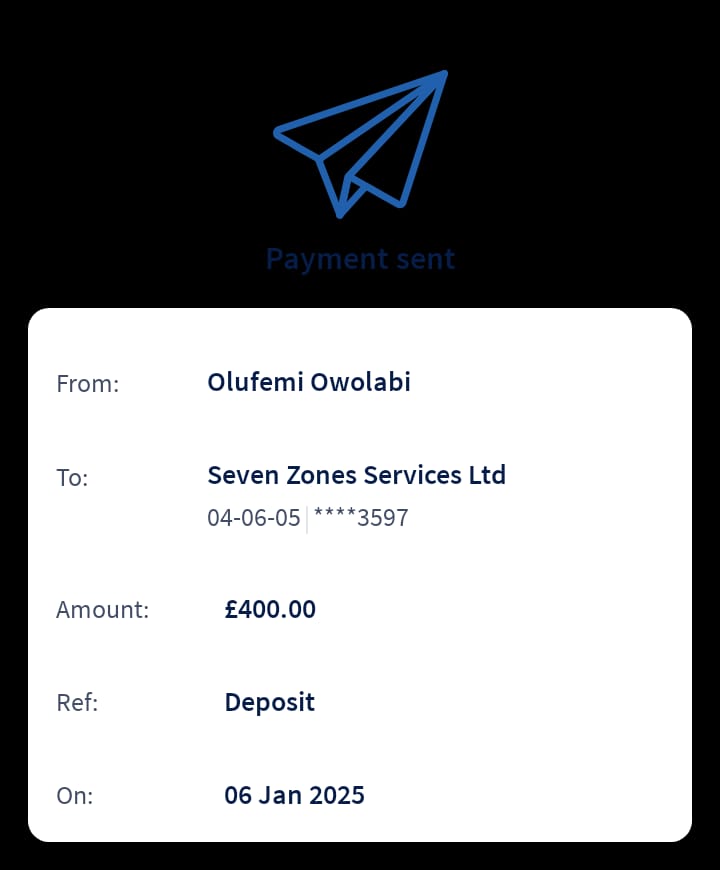 Payment sent
From: Olufemi Owolabi
To: Seven Zones Services Ltd
04-06-05 ****3597
Amount: £400.00
Ref: Deposit
On: 06 Jan 2025